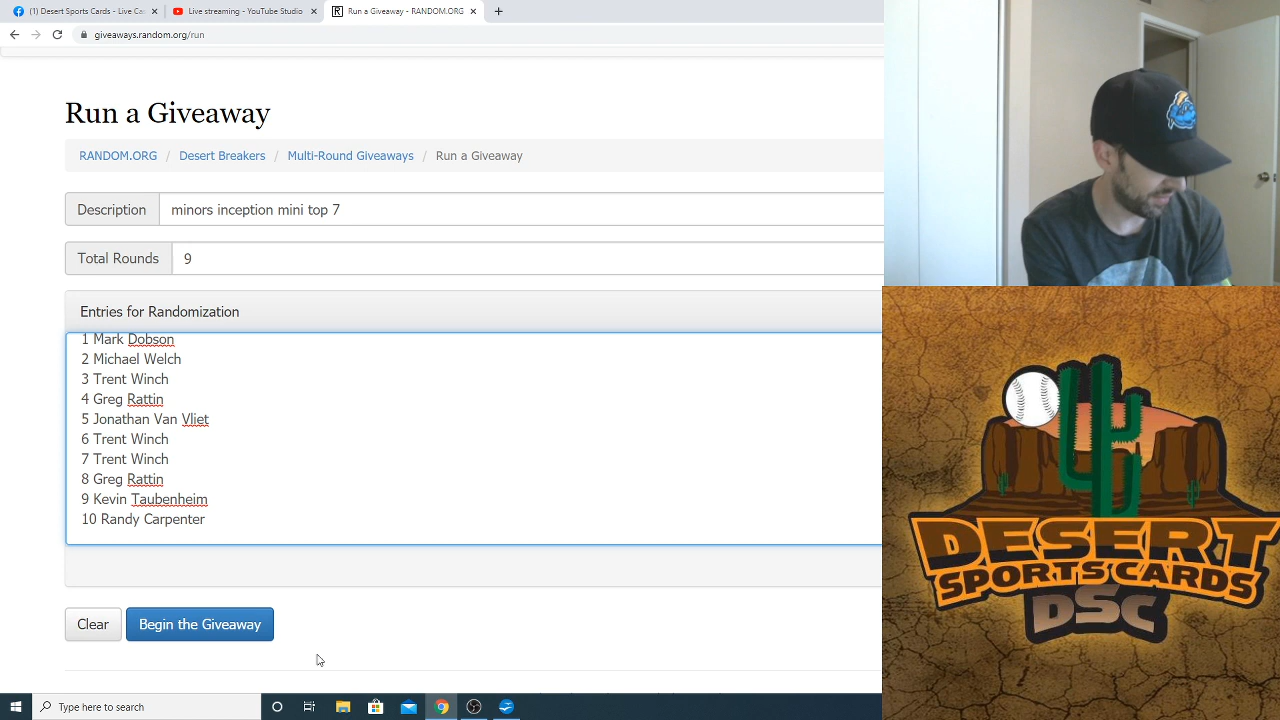 (1) Desert Sports Cards - Live Ca
Live streaming - YouTube Studio
Run a Giveaway - RANDOM.ORG
giveaways.random.org/run
Run a Giveaway
RANDOM.ORG / Desert Breakers / Multi-Round Giveaways / Run a Giveaway
Description minors inception mini top 7
Total Rounds 9
Entries for Randomization
1 Mark Dobson
2 Michael Welch
3 Trent Winch
4 Greg Rattin
5 Jonathan Van Vliet
6 Trent Winch
7 Trent Winch
8 Greg Rattin
9 Kevin Taubenheim
10 Randy Carpenter
Clear Begin the Giveaway
Type here to search
DESERT
SPORTS CARDS
DSC